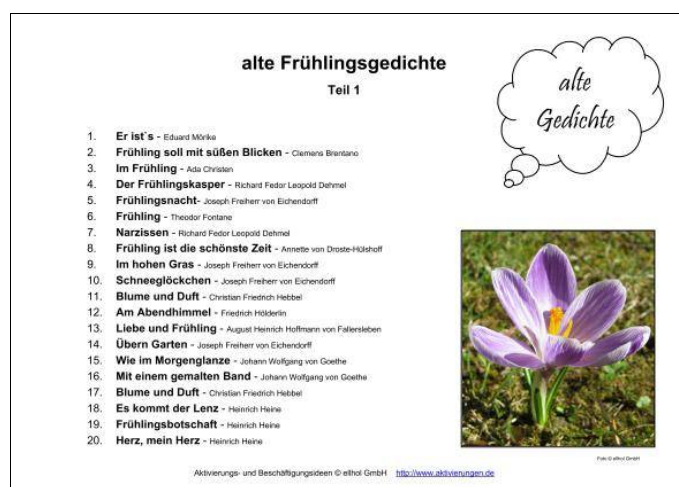 alte Frühlingsgedichte
Teil 1
alte
Gedichte
1. Er ist`s - Eduard Mörike
2. Frühling soll mit süßen Blicken - Clemens Brentano
3. Im Frühling - Ada Christen
4. Der Frühlingskasper - Richard Fedor Leopold Dehmel
5. Frühlingsnacht- Joseph Freiherr von Eichendorff
6. Frühling - Theodor Fontane
7. Narzissen - Richard Fedor Leopold Dehmel
8. Frühling ist die schönste Zeit - Annette von Droste-Hülshoff
9. Im hohen Gras - Joseph Freiherr von Eichendorff
10. Schneeglöckchen - Joseph Freiherr von Eichendorff
11. Blume und Duft - Christian Friedrich Hebbel
12. Am Abendhimmel - Friedrich Hölderlin
13. Liebe und Frühling - August Heinrich Hoffmann von Fallersleben
14. Übern Garten - Joseph Freiherr von Eichendorff
15. Wie im Morgenglanze - Johann Wolfgang von Goethe
16. Mit einem gemalten Band - Johann Wolfgang von Goethe
17. Blume und Duft - Christian Friedrich Hebbel
18. Es kommt der Lenz - Heinrich Heine
19. Frühlingsbotschaft - Heinrich Heine
20. Herz, mein Herz - Heinrich Heine
Foto © ellhol GmbH
Aktivierungs- und Beschäftigungsideen © ellhol GmbH http://www.aktivierungen.de